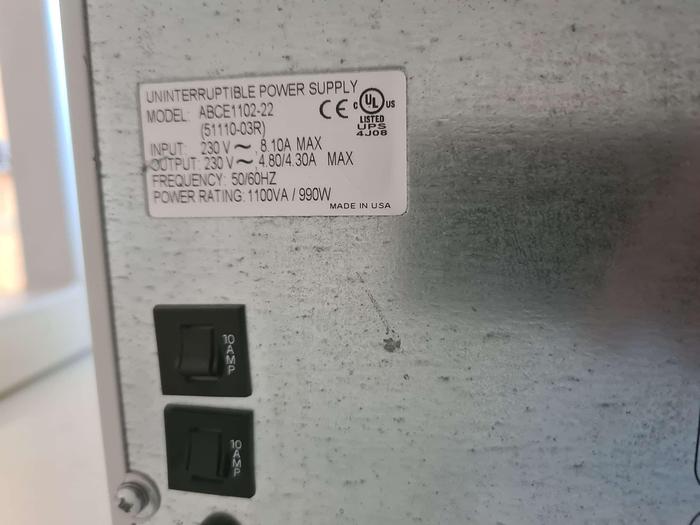 UNINTERRUPTIBLE POWER SUPPLY
MODEL: ABCE1102-22
(51110-03R)
INPUT: 230 V ~, 8.10A MAX
OUTPUT: 230 V ~, 4.80/4.30A MAX
FREQUENCY: 50/60HZ
POWER RATING: 1100VA / 990W
MADE IN USA
CE
C UL US
LISTED
UPS
4J08
10
A
M
P
10
A
M
P